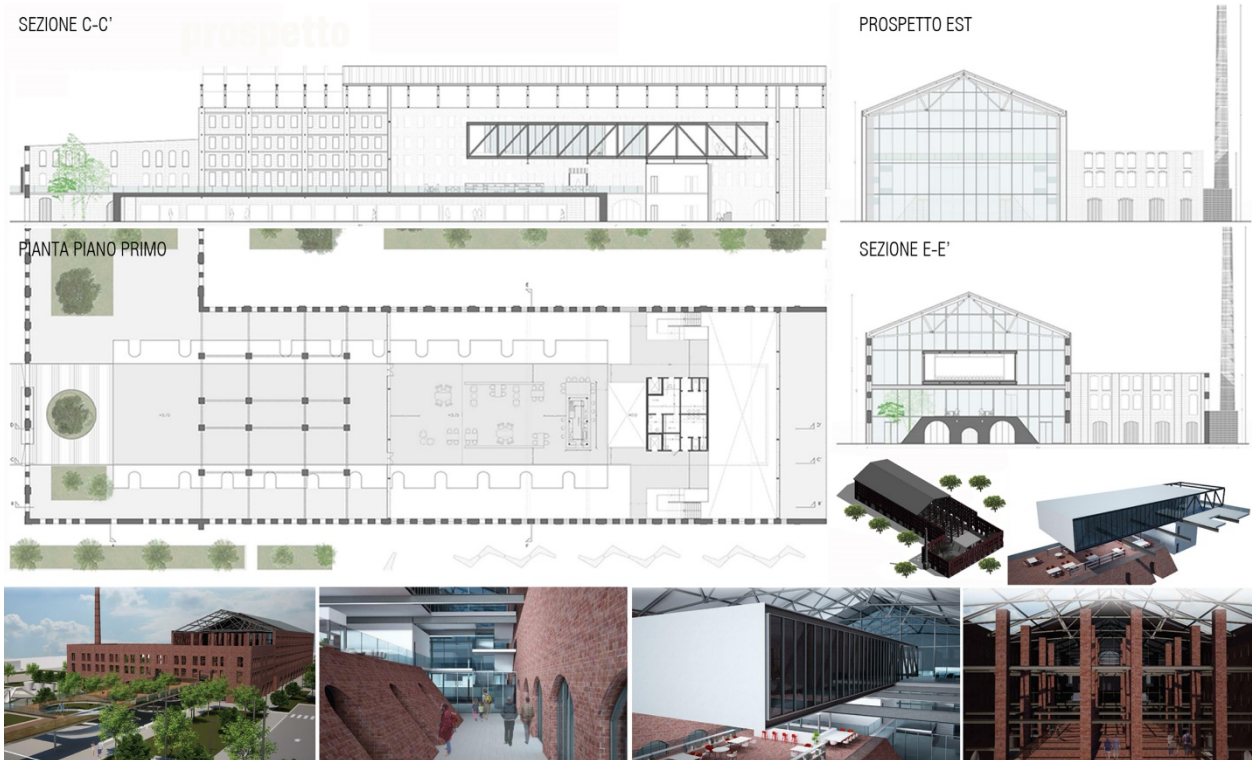 SEZIONE C-C'
prospetto
PROSPETTO EST
PIANTA PIANO PRIMO
SEZIONE E-E'